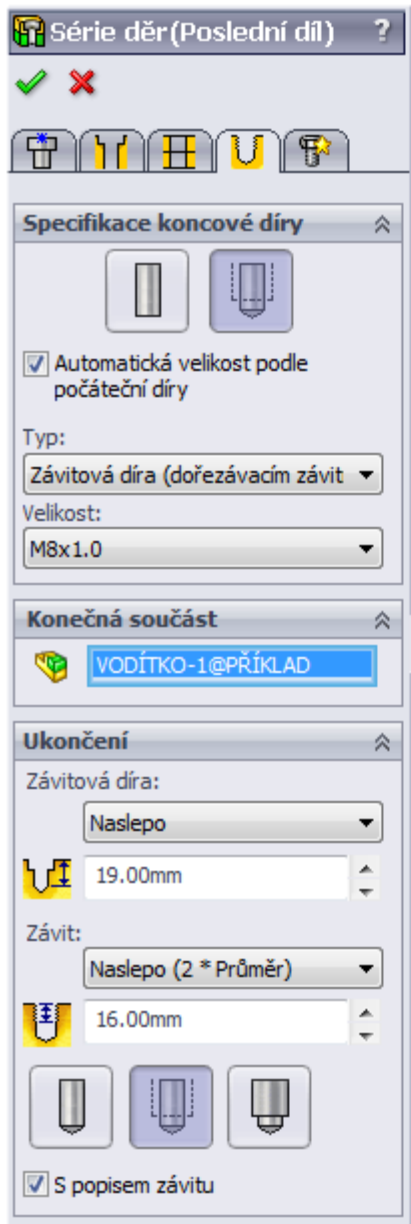 Série děr(Poslední díl) ?
Specifikace koncové díry
Automatická velikost podle
počáteční díry
Typ:
Závitová díra (dořezávacím závit
Velikost:
M8x1.0
Konečná součást
VODÍTKO-1@PŘÍKLAD
Ukončení
Závitová díra:
Naslepo
19.00mm
Závit:
Naslepo (2 * Průměr)
16.00mm
S popisem závitu